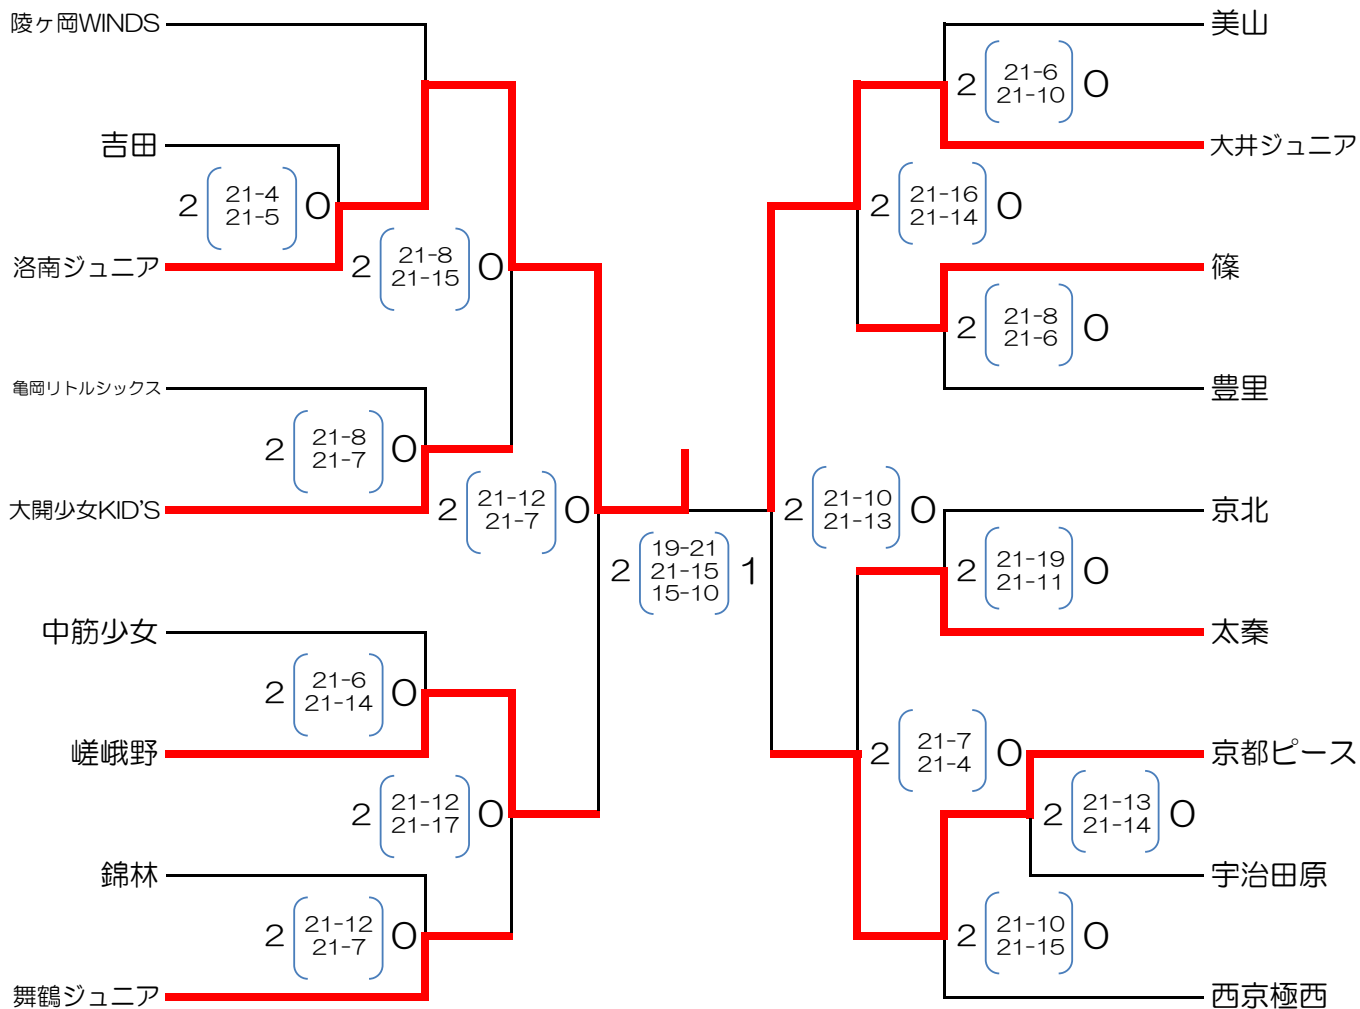 陵ヶ岡WINDS
吉田
2 21-4 0
21-5
洛南ジュニア
2 21-8 0
21-15
亀岡リトルシックス
2 21-8 0
21-7
大開少女KID'S
2 21-12 0
21-7
中筋少女
2 21-6 0
21-14
嵯峨野
2 21-12 0
21-17
錦林
2 21-12 0
21-7
舞鶴ジュニア
19-21
2 21-15 1
15-10
美山
2 21-6 0
21-10
大井ジュニア
2 21-16 0
21-14
篠
2 21-8 0
21-6
豊里
2 21-10 0
21-13
京北
2 21-19 0
21-11
太秦
2 21-7 0
21-4
京都ピース
2 21-13 0
21-14
宇治田原
2 21-10 0
21-15
西京極西